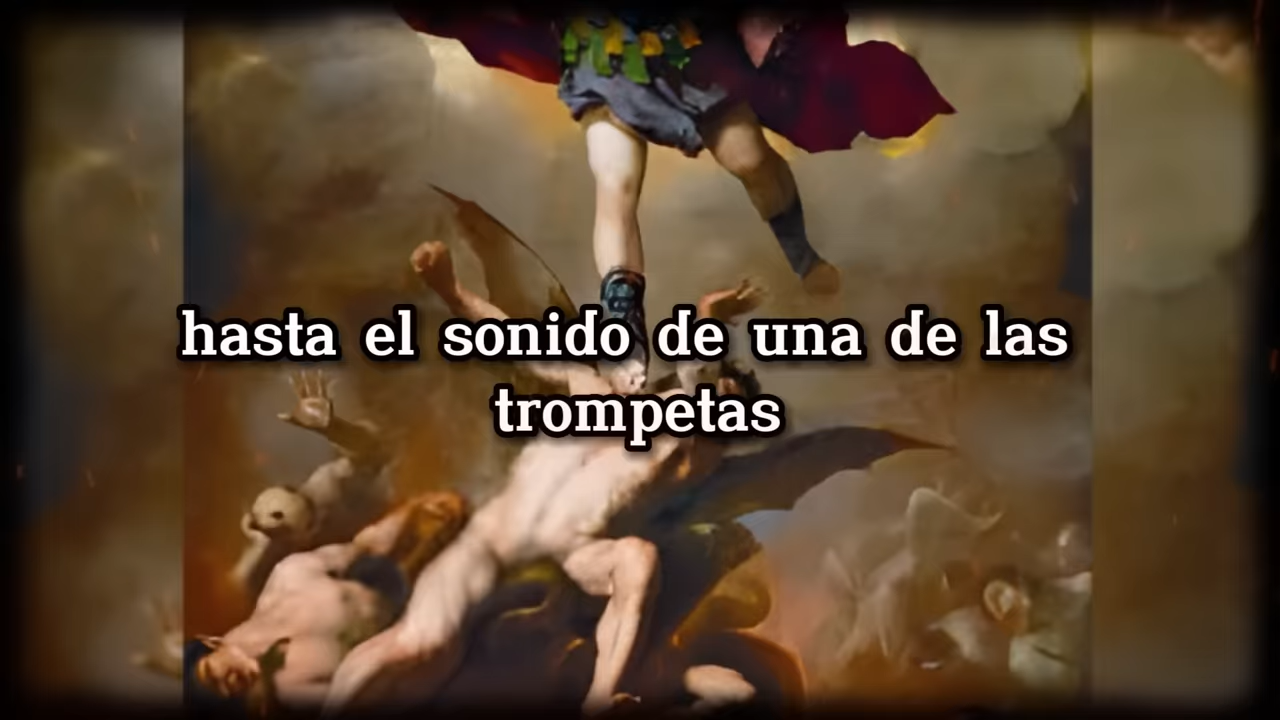 hasta el sonido de una de las
trompetas